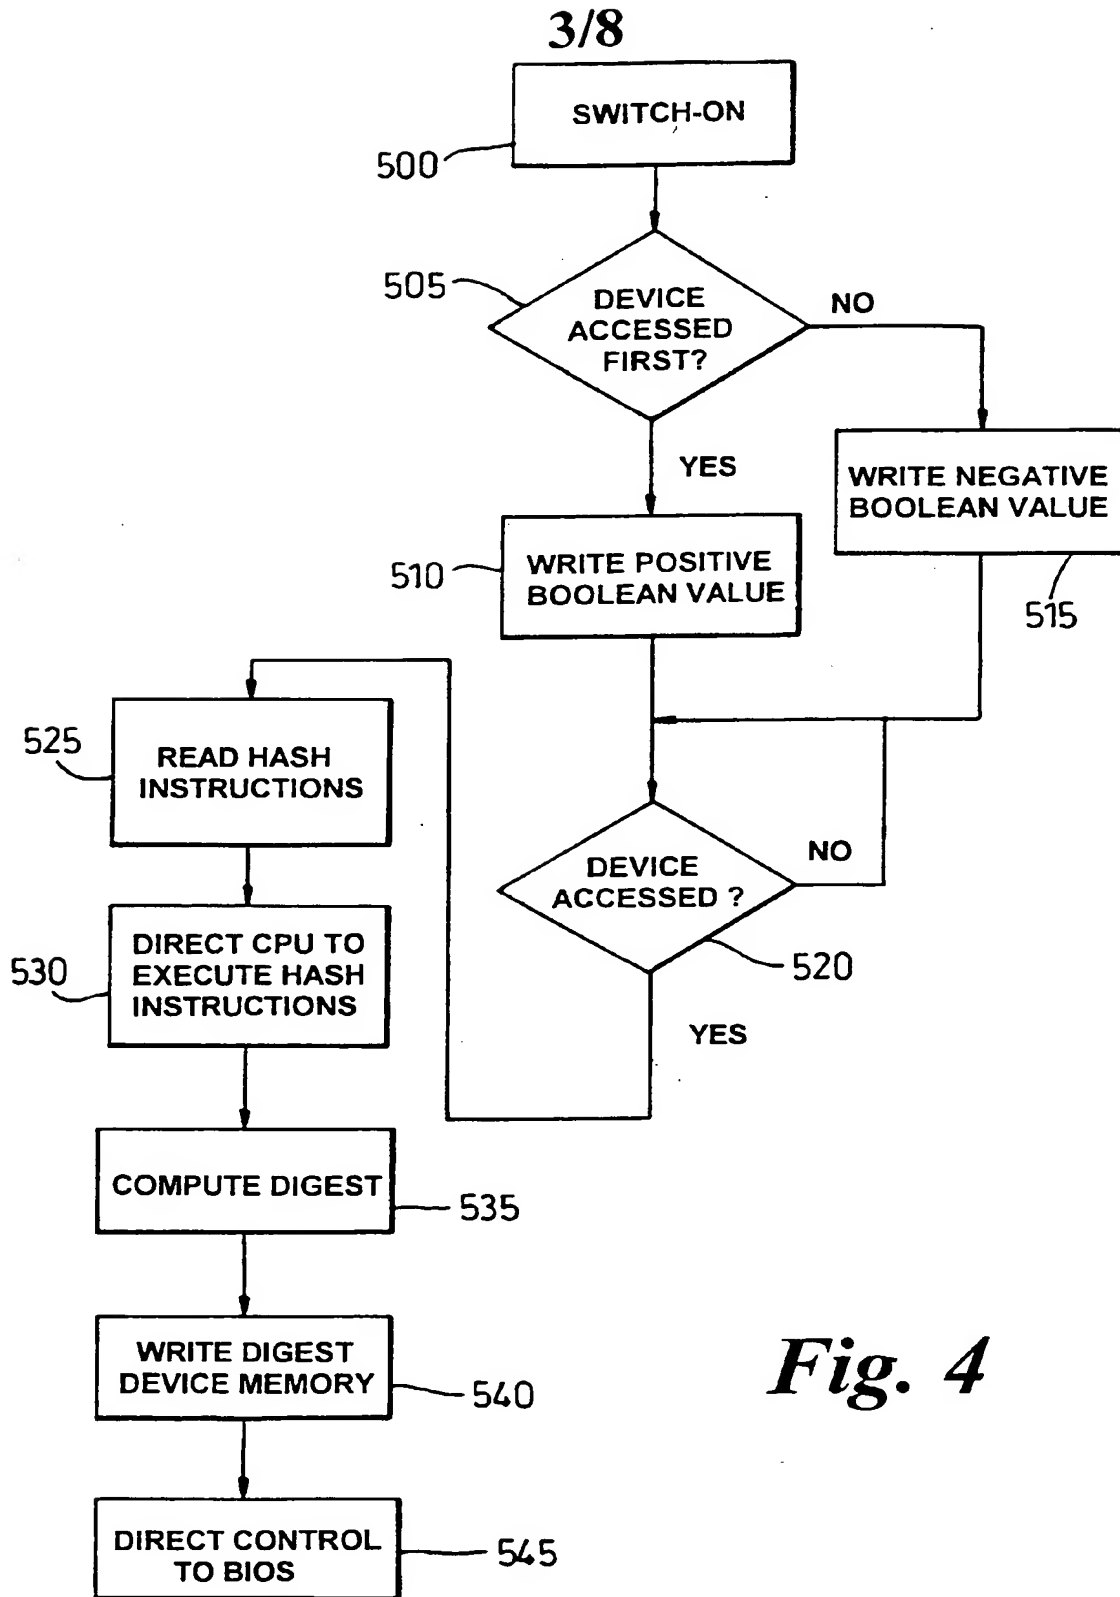 3/8
SWITCH-ON
500
505
DEVICE
ACCESSED
FIRST?
NO
YES
WRITE NEGATIVE
BOOLEAN VALUE
515
510
WRITE POSITIVE
BOOLEAN VALUE
525
READ HASH
INSTRUCTIONS
DEVICE
ACCESSED ?
NO
520
YES
530
DIRECT CPU TO
EXECUTE HASH
INSTRUCTIONS
COMPUTE DIGEST
535
WRITE DIGEST
DEVICE MEMORY
540
DIRECT CONTROL
TO BIOS
545
Fig. 4